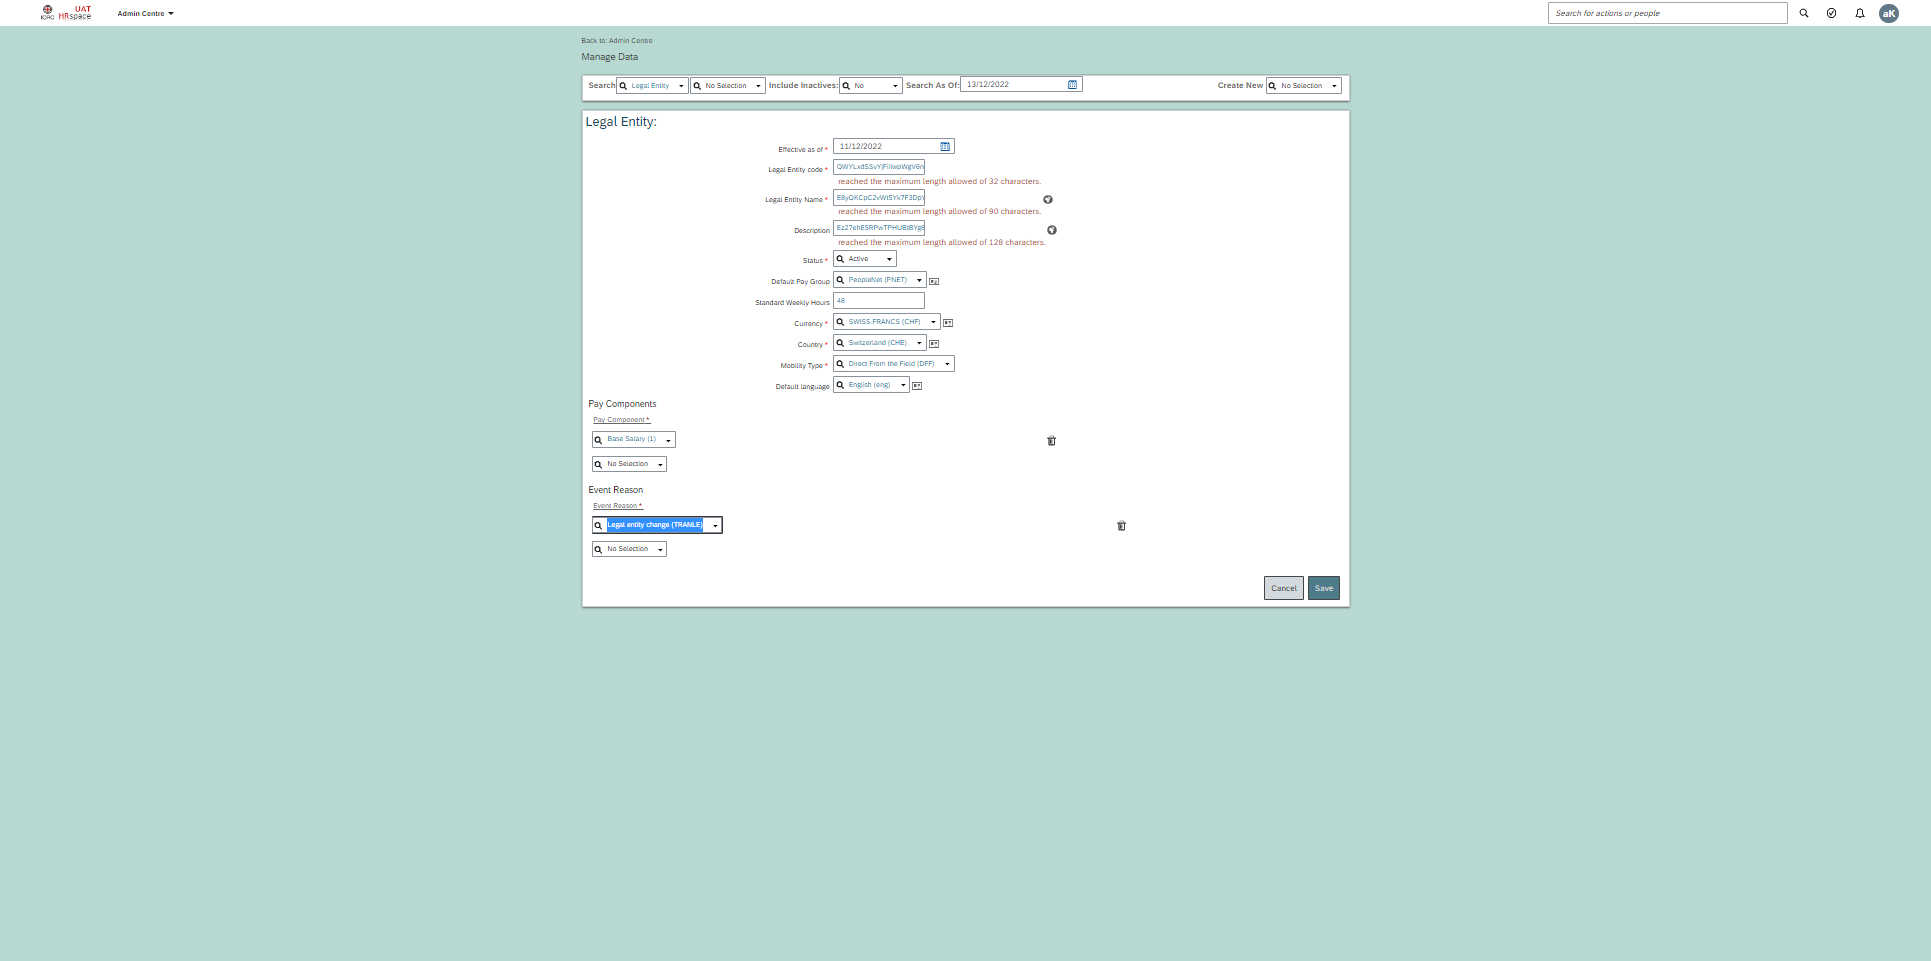 ICRC
UAT
HRspace
Admin Centre
Search for actions or people
aK
Back to: Admin Centre
Manage Data
Search
Legal Entity
No Selection
Include Inactives:
No
Search As Of:
13/12/2022
Create New
No Selection
Legal Entity:
Effective as of *
11/12/2022
Legal Entity code *
reached the maximum length allowed of 32 characters.
Legal Entity Name *
reached the maximum length allowed of 90 characters.
Description
reached the maximum length allowed of 128 characters.
Status *
Active
Default Pay Group
PeopleNet (PNET)
Standard Weekly Hours
48
Currency *
SWISS FRANCS (CHF)
Country *
Switzerland (CHE)
Mobility Type *
Direct From the Field (DFF)
Default language
English (eng)
Pay Components
Pay Component *
Base Salary (1)
No Selection
Event Reason
Event Reason *
Legal entity change (TRANLE)
No Selection
Cancel
Save